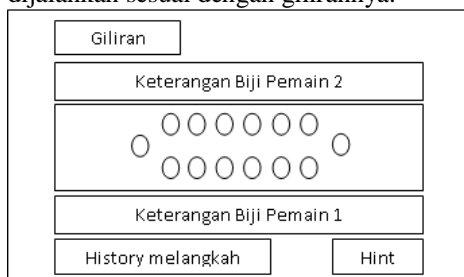 dijalankan sesuai dengan gilirannya.
Giliran
Keterangan Biji Pemain 2
Keterangan Biji Pemain 1
History melangkah
Hint